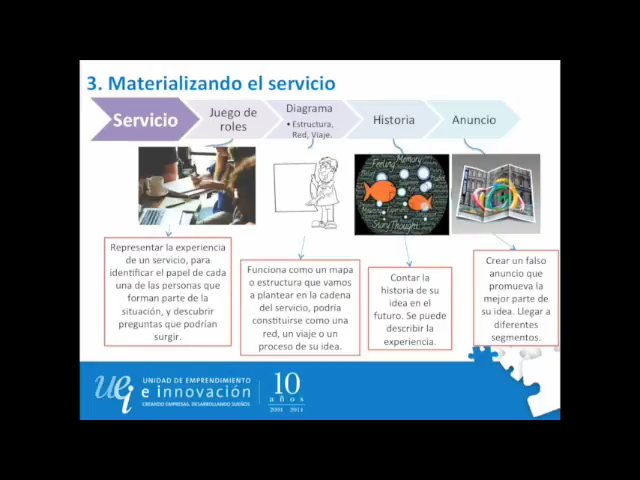 3. Materializando el servicio
Servicio
Juego de
roles
Diagrama
• Estructura,
Red, Viaje.
Historia
Anuncio
Feeling
Memory
Story
Thought
Representar la experiencia
de un servicio, para
identificar el papel de cada
una de las personas que
forman parte de la
situación, y descubrir
preguntas que podrían
surgir.
Funciona como un mapa
o estructura que vamos
a plantear en la cadena
del servicio, podría
constituirse como una
red, un viaje o un
proceso de su idea.
Contar la
historia de su
idea en el
futuro. Se puede
describir la
experiencia.
Crear un falso
anuncio que
promueva la
mejor parte de
su idea. Llegar a
diferentes
segmentos.
uei
UNIDAD DE EMPRENDIMIENTO
e innovación
CREANDO EMPRESAS, DESARROLLANDO SUEÑOS
10
años
2004 2014